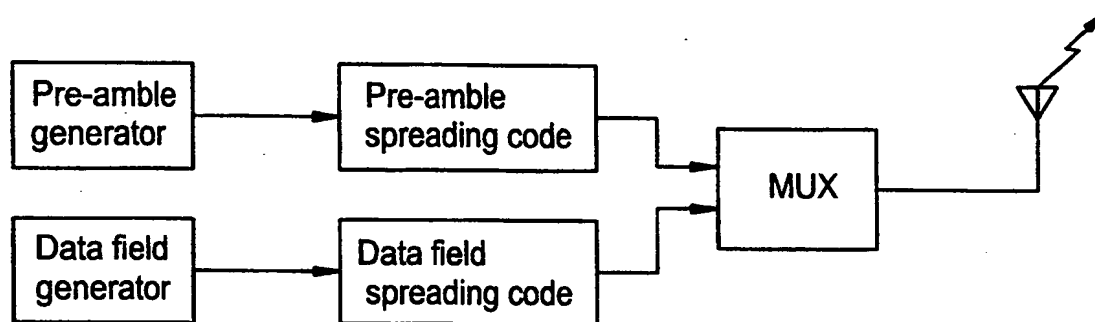 Pre-amble
generator
Pre-amble
spreading code
MUX
Data field
generator
Data field
spreading code